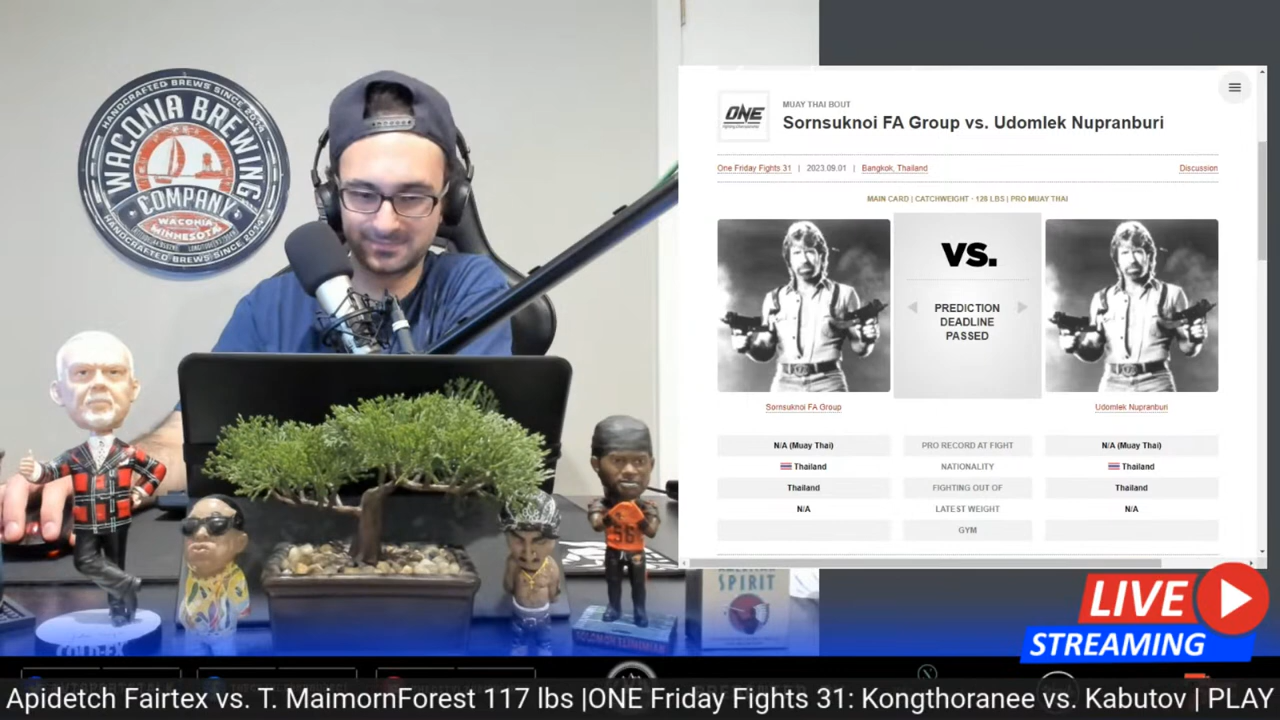 HANDCRAFTED BREWS SINCE 2014
WACONIA BREWING
COMPANY
WACONIA
MINNESOTA
HANDCRAFTED BREWS SINCE
ONE
MUAY THAI BOUT
Sornsuknoi FA Group vs. Udomlek Nupranburi
One Friday Fights 31 | 2023.09.01 | Bangkok, Thailand
Discussion
MAIN CARD | CATCHWEIGHT · 128 LBS | PRO MUAY THAI
VS.
PREDICTION
DEADLINE
PASSED
Sornsuknoi FA Group
Udomlek Nupranburi
N/A (Muay Thai) PRO RECORD AT FIGHT N/A (Muay Thai)
Thailand NATIONALITY Thailand
Thailand FIGHTING OUT OF Thailand
N/A LATEST WEIGHT N/A
GYM
56
SPIRIT
LIVE
STREAMING
Apidetch Fairtex vs. T. MaimornForest 117 lbs |ONE Friday Fights 31: Kongthoranee vs. Kabutov | PLAY